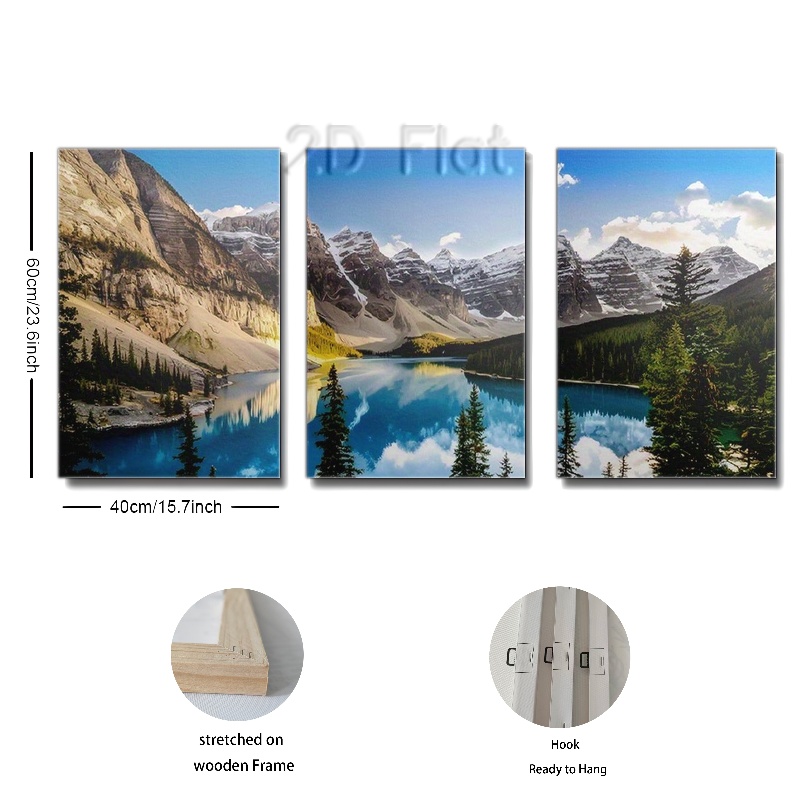 2D Flat
60cm/23.6inch
40cm/15.7inch
stretched on
wooden Frame
Hook
Ready to Hang